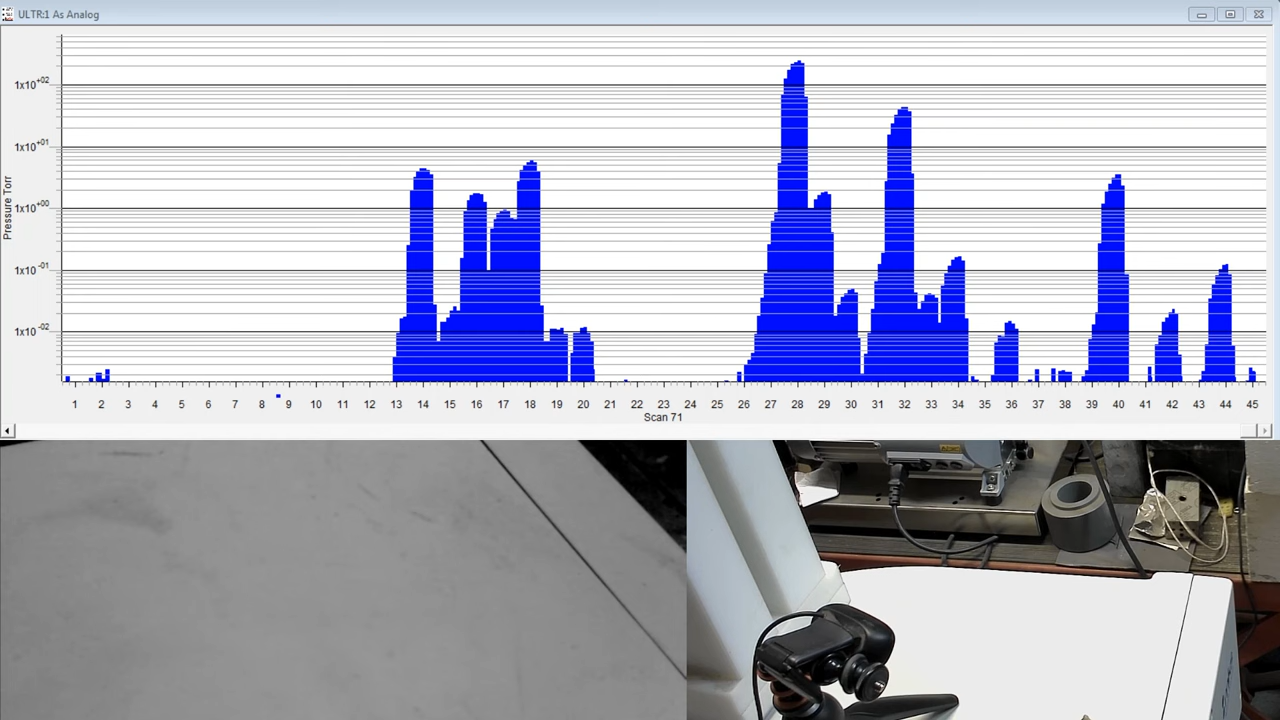 ULTR:1 As Analog
Pressure Torr
1x10+02
1x10+01
1x10+00
1x10-01
1x10-02
1 2 3 4 5 6 7 8 9 10 11 12 13 14 15 16 17 18 19 20 21 22 23 24 25 26 27 28 29 30 31 32 33 34 35 36 37 38 39 40 41 42 43 44 45
Scan 71